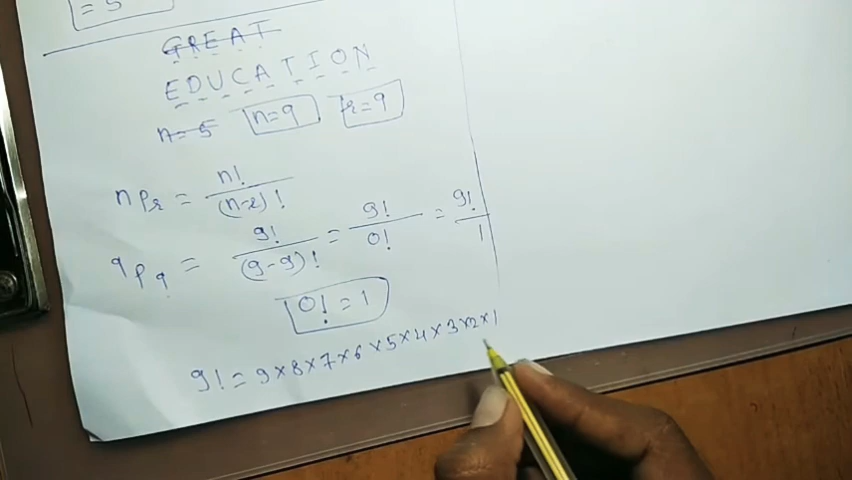 = 5
GREAT
EDUCATION
n=5 n=9 r=9
nPr = n!/(n-r)!
9P9 = 9!/(9-9)! = 9!/0! = 9!/1
0! = 1
9! = 9×8×7×6×5×4×3×2×1